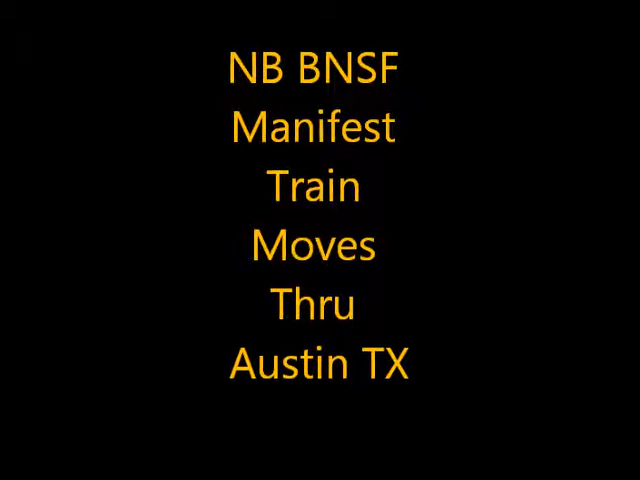 NB BNSF
Manifest
Train
Moves
Thru
Austin TX